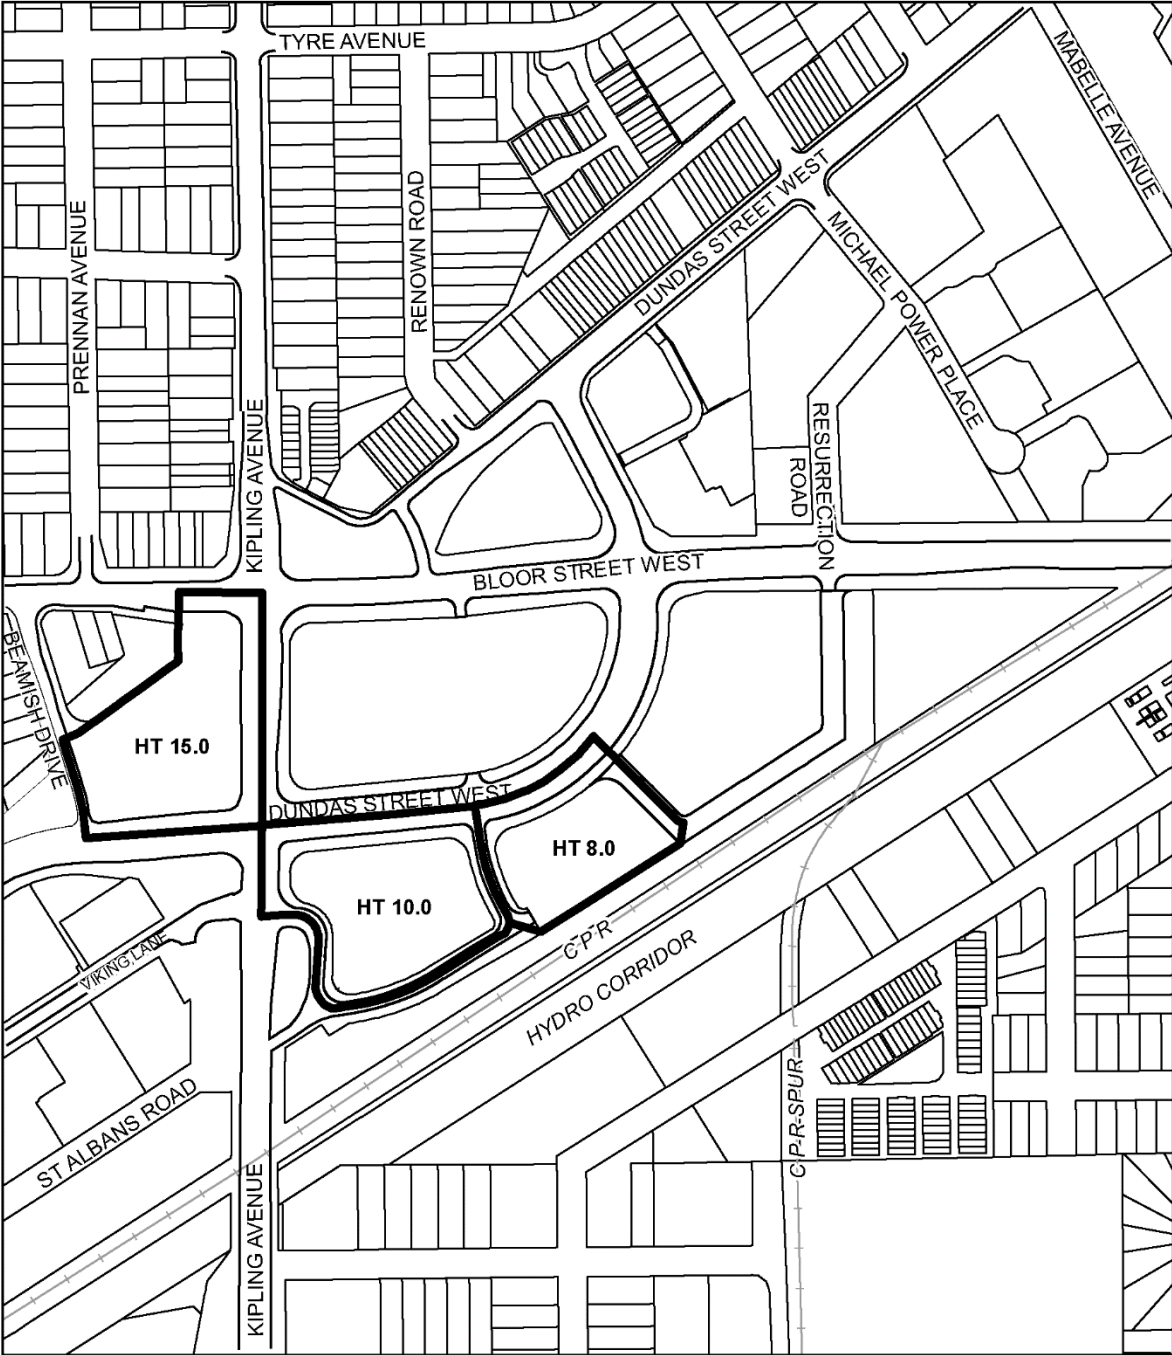 TYRE AVENUE
MABELLE AVENUE
PRENNAN AVENUE
RENOWN ROAD
DUNDAS STREET WEST
MICHAEL POWER PLACE
KIPLING AVENUE
RESURRECTION
ROAD
BLOOR STREET WEST
BEAMISH DRIVE
HT 15.0
DUNDAS STREET WEST
HT 8.0
HT 10.0
VIKING LANE
C-P-R
HYDRO CORRIDOR
ST ALBANS ROAD
C-P-R-SPUR
KIPLING AVENUE